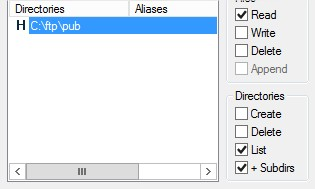 Directories Aliases
H C:\ftp\pub
Read
Write
Delete
Append
Directories
Create
Delete
List
+ Subdirs